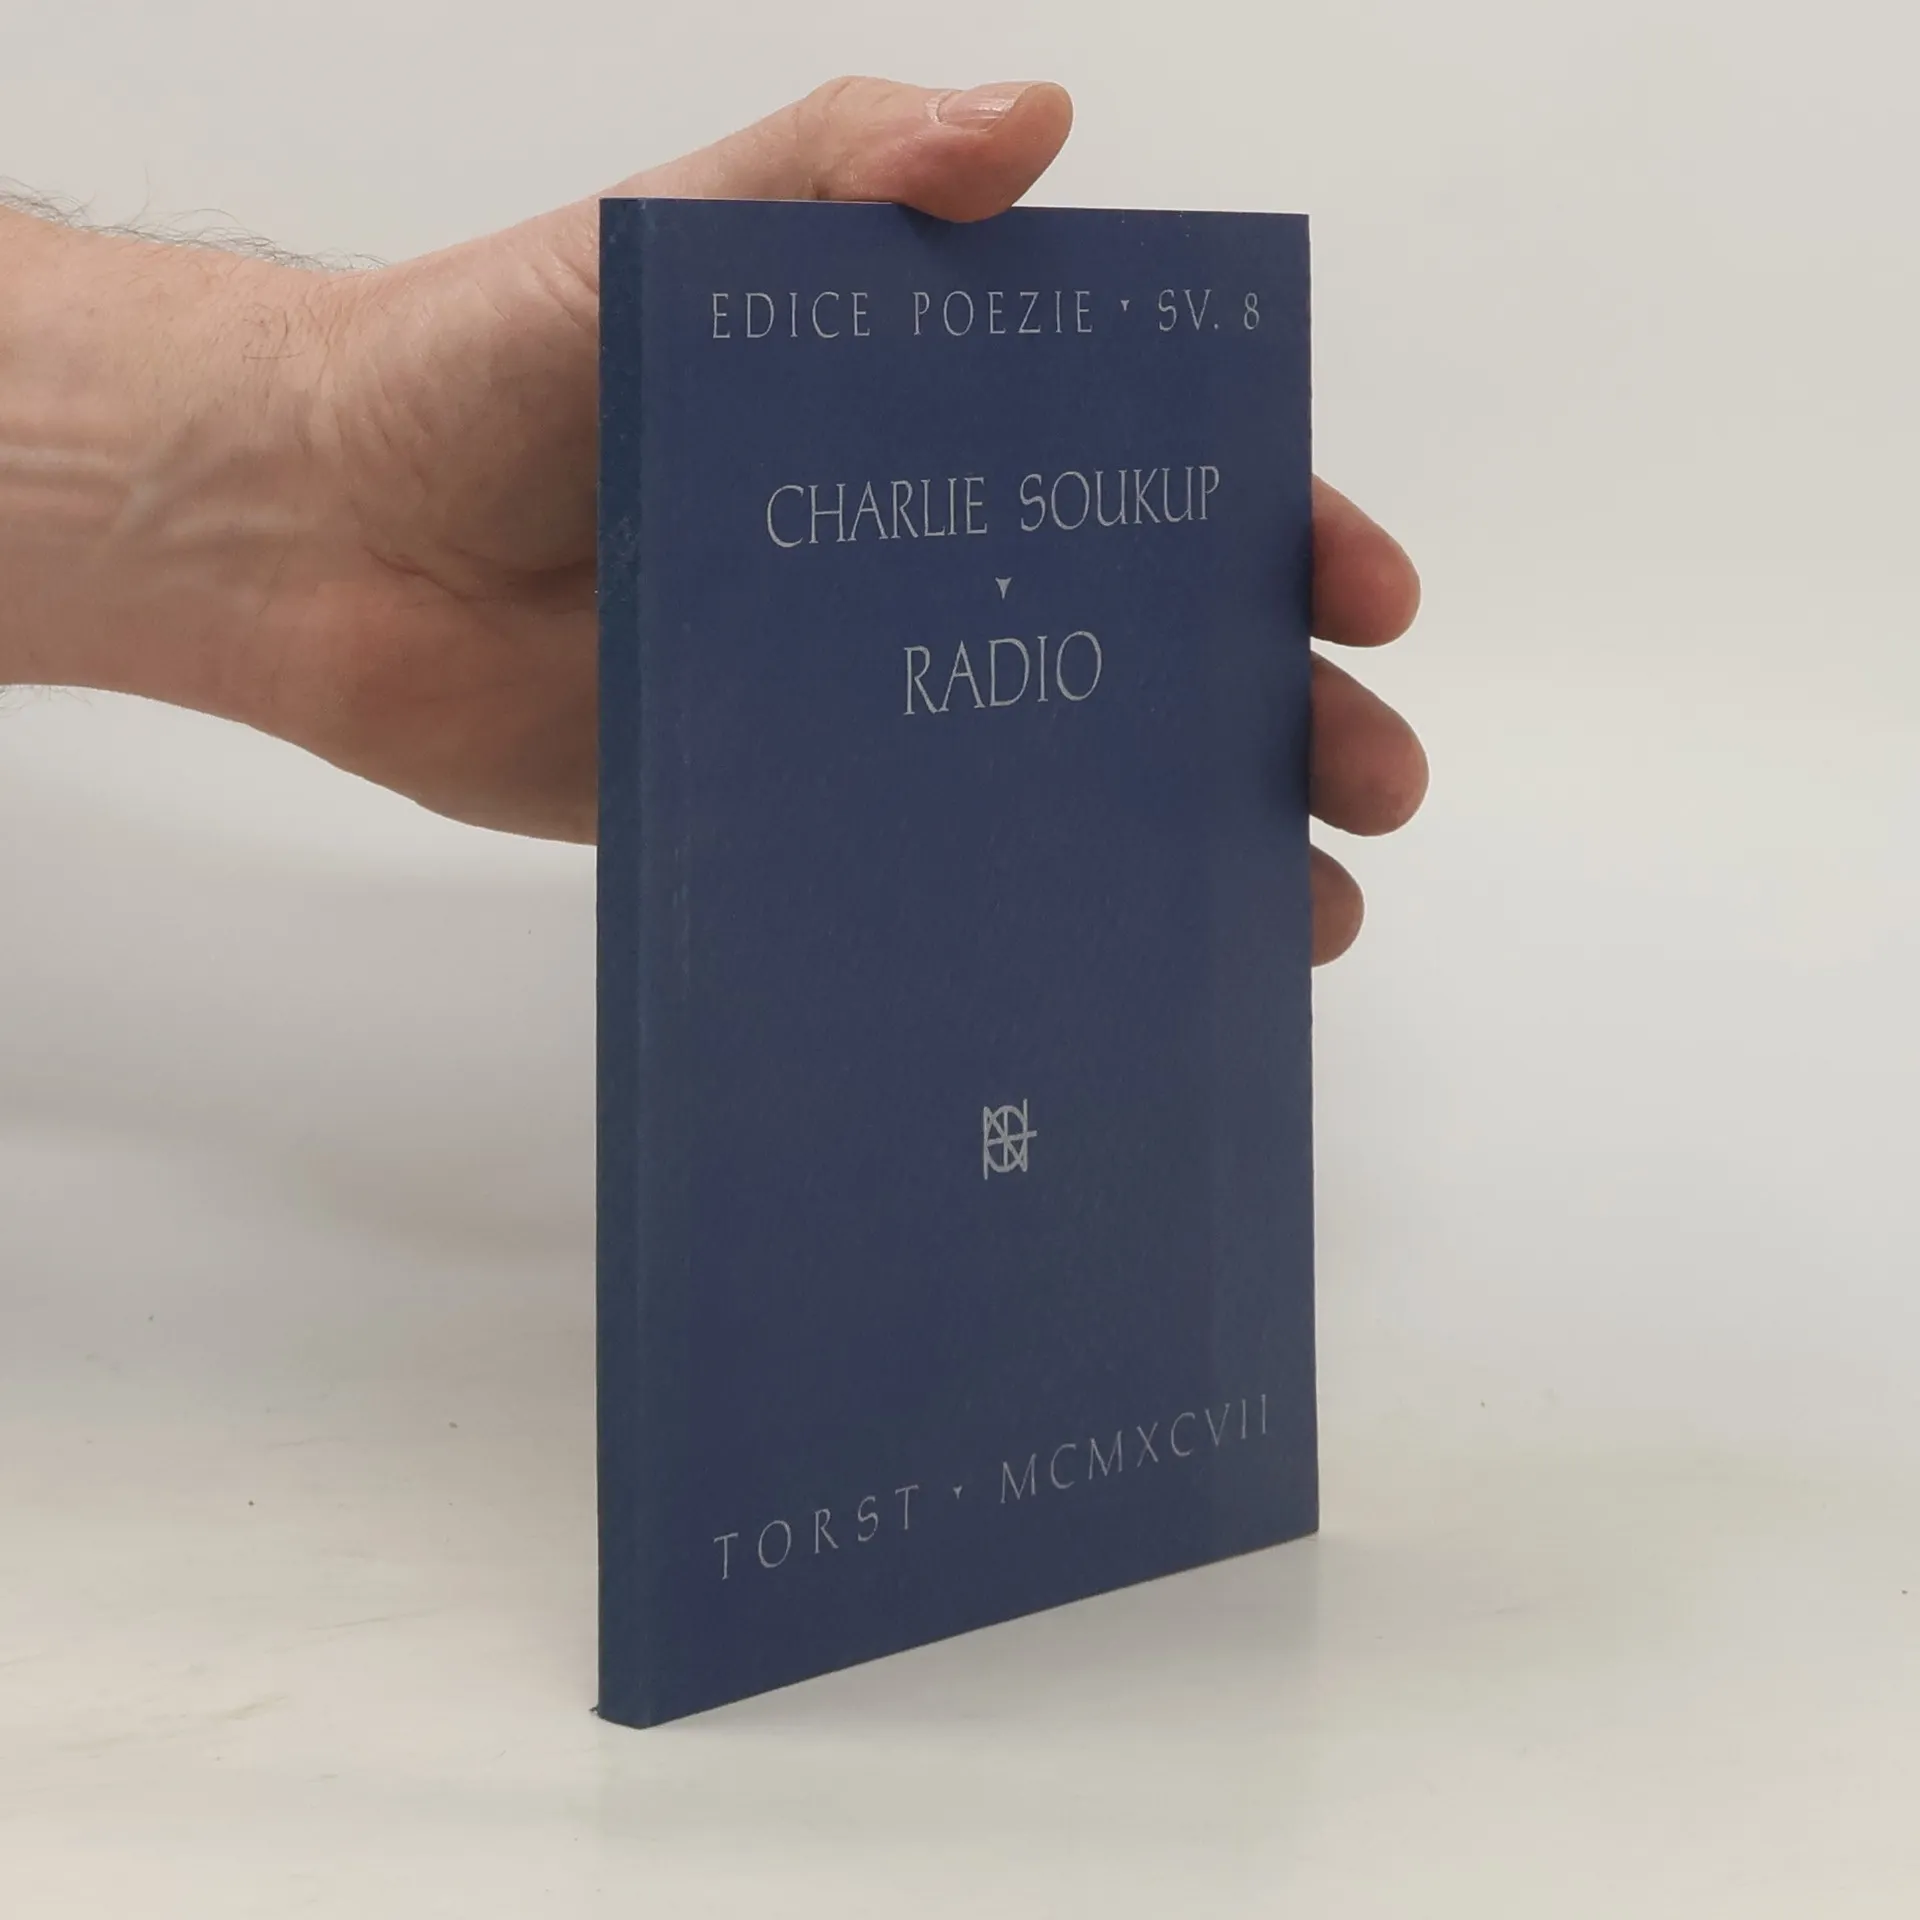 EDICE POEZIE ▾ SV. 8
CHARLIE SOUKUP
▾
RADIO
TORST ▾ MCMXCVII